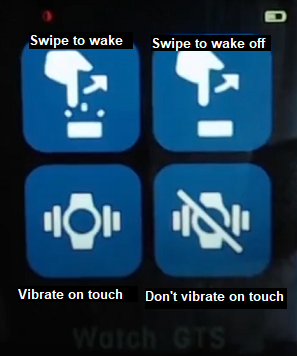 Swipe to wake
Swipe to wake off
Vibrate on touch
Don't vibrate on touch
Watch GTS